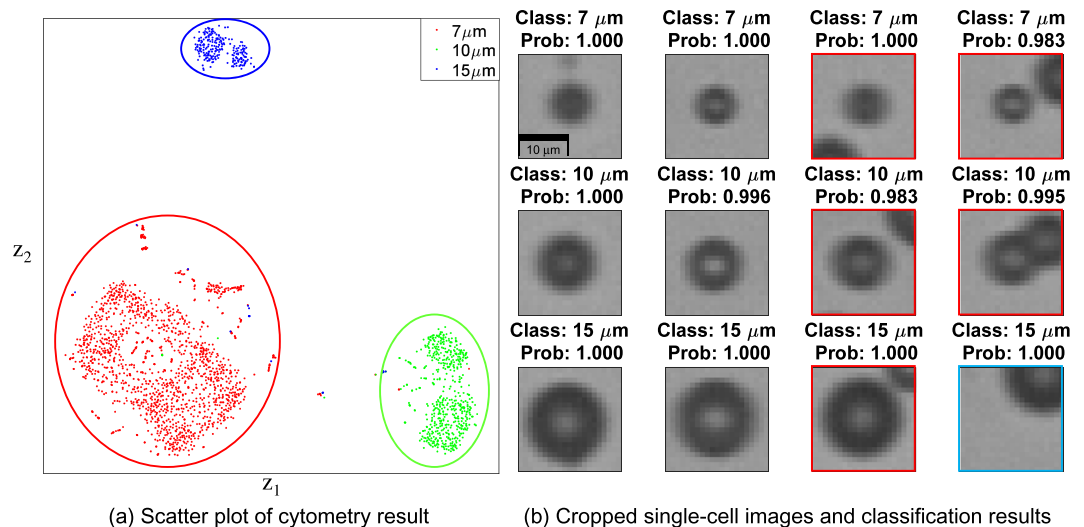 7μm
10μm
15μm
z2
z1
(a) Scatter plot of cytometry result
Class: 7 μm Class: 7 μm Class: 7 μm Class: 7 μm
Prob: 1.000 Prob: 1.000 Prob: 1.000 Prob: 0.983
10 μm
Class: 10 μm Class: 10 μm Class: 10 μm Class: 10 μm
Prob: 1.000 Prob: 0.996 Prob: 0.983 Prob: 0.995
Class: 15 μm Class: 15 μm Class: 15 μm Class: 15 μm
Prob: 1.000 Prob: 1.000 Prob: 1.000 Prob: 1.000
(b) Cropped single-cell images and classification results